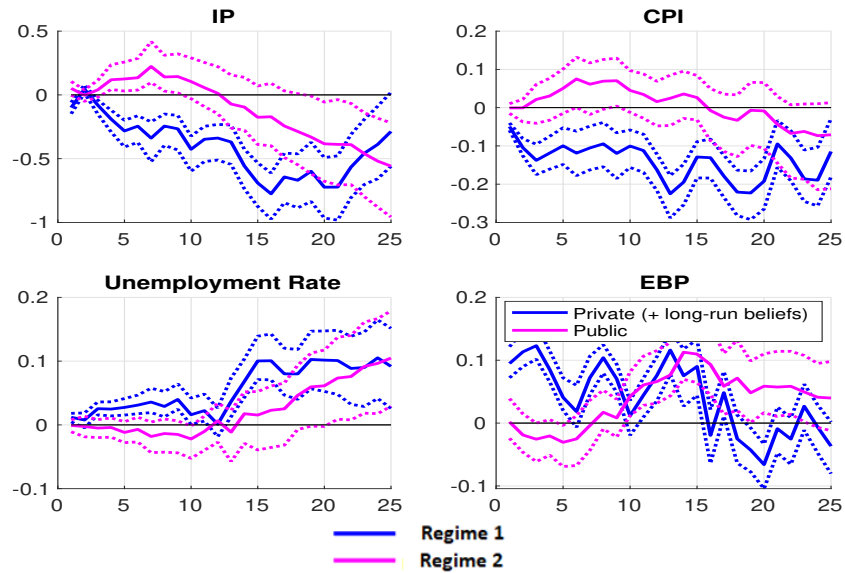 IP
0.5
0
-0.5
-1
0 5 10 15 20 25
CPI
0.2
0.1
0
-0.1
-0.2
-0.3
0 5 10 15 20 25
Unemployment Rate
0.2
0.1
0
-0.1
0 5 10 15 20 25
EBP
0.2
0.1
0
-0.1
0 5 10 15 20 25
Private (+ long-run beliefs)
Public
Regime 1
Regime 2